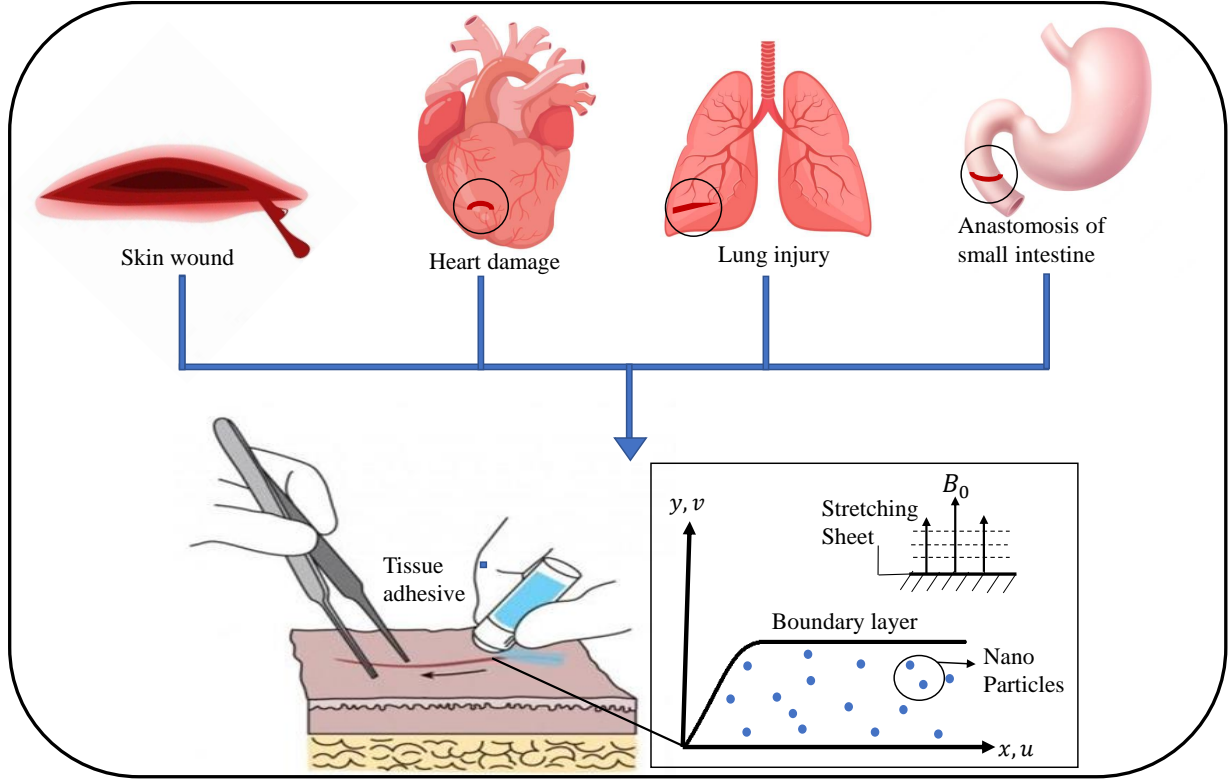 Skin wound
Heart damage
Lung injury
Anastomosis of
small intestine
Tissue
adhesive
y, v
Stretching
Sheet
B₀
Boundary layer
Nano
Particles
x, u